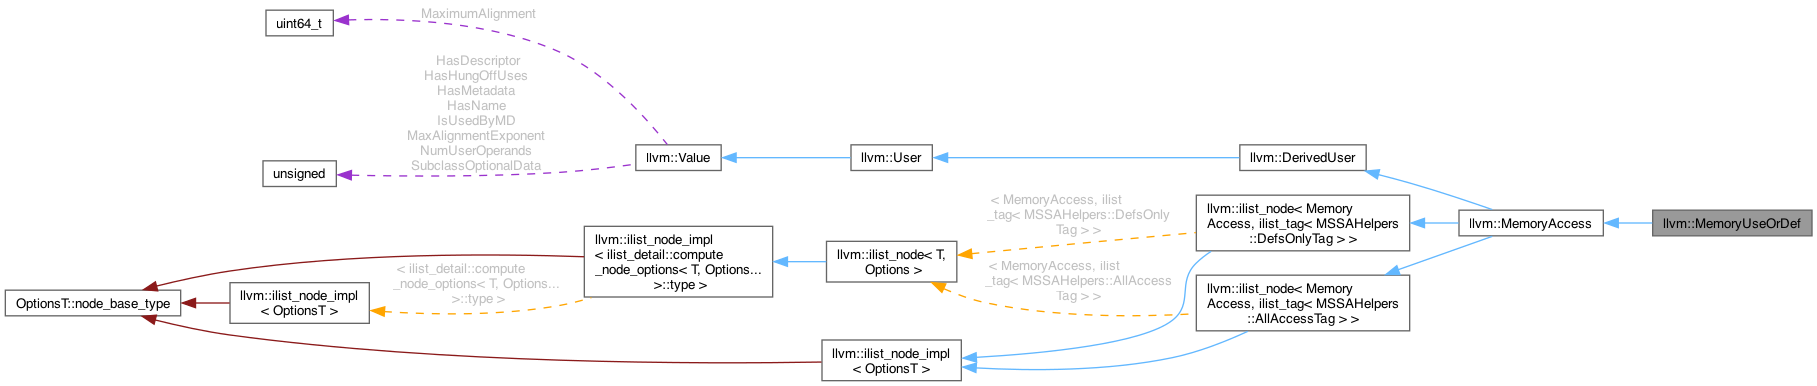 uint64_t
MaximumAlignment
HasDescriptor
HasHungOffUses
HasMetadata
HasName
IsUsedByMD
MaxAlignmentExponent
NumUserOperands
SubclassOptionalData
unsigned
llvm::Value
llvm::User
llvm::DerivedUser
< MemoryAccess, ilist
_tag< MSSAHelpers::DefsOnly
Tag > >
llvm::ilist_node< Memory
Access, ilist_tag< MSSAHelpers
::DefsOnlyTag > >
llvm::MemoryAccess
llvm::MemoryUseOrDef
llvm::ilist_node_impl
< ilist_detail::compute
_node_options< T, Options...
>::type >
llvm::ilist_node< T,
Options >
< MemoryAccess, ilist
_tag< MSSAHelpers::AllAccess
Tag > >
llvm::ilist_node< Memory
Access, ilist_tag< MSSAHelpers
::AllAccessTag > >
< ilist_detail::compute
_node_options< T, Options...
>::type >
OptionsT::node_base_type
llvm::ilist_node_impl
< OptionsT >
llvm::ilist_node_impl
< OptionsT >